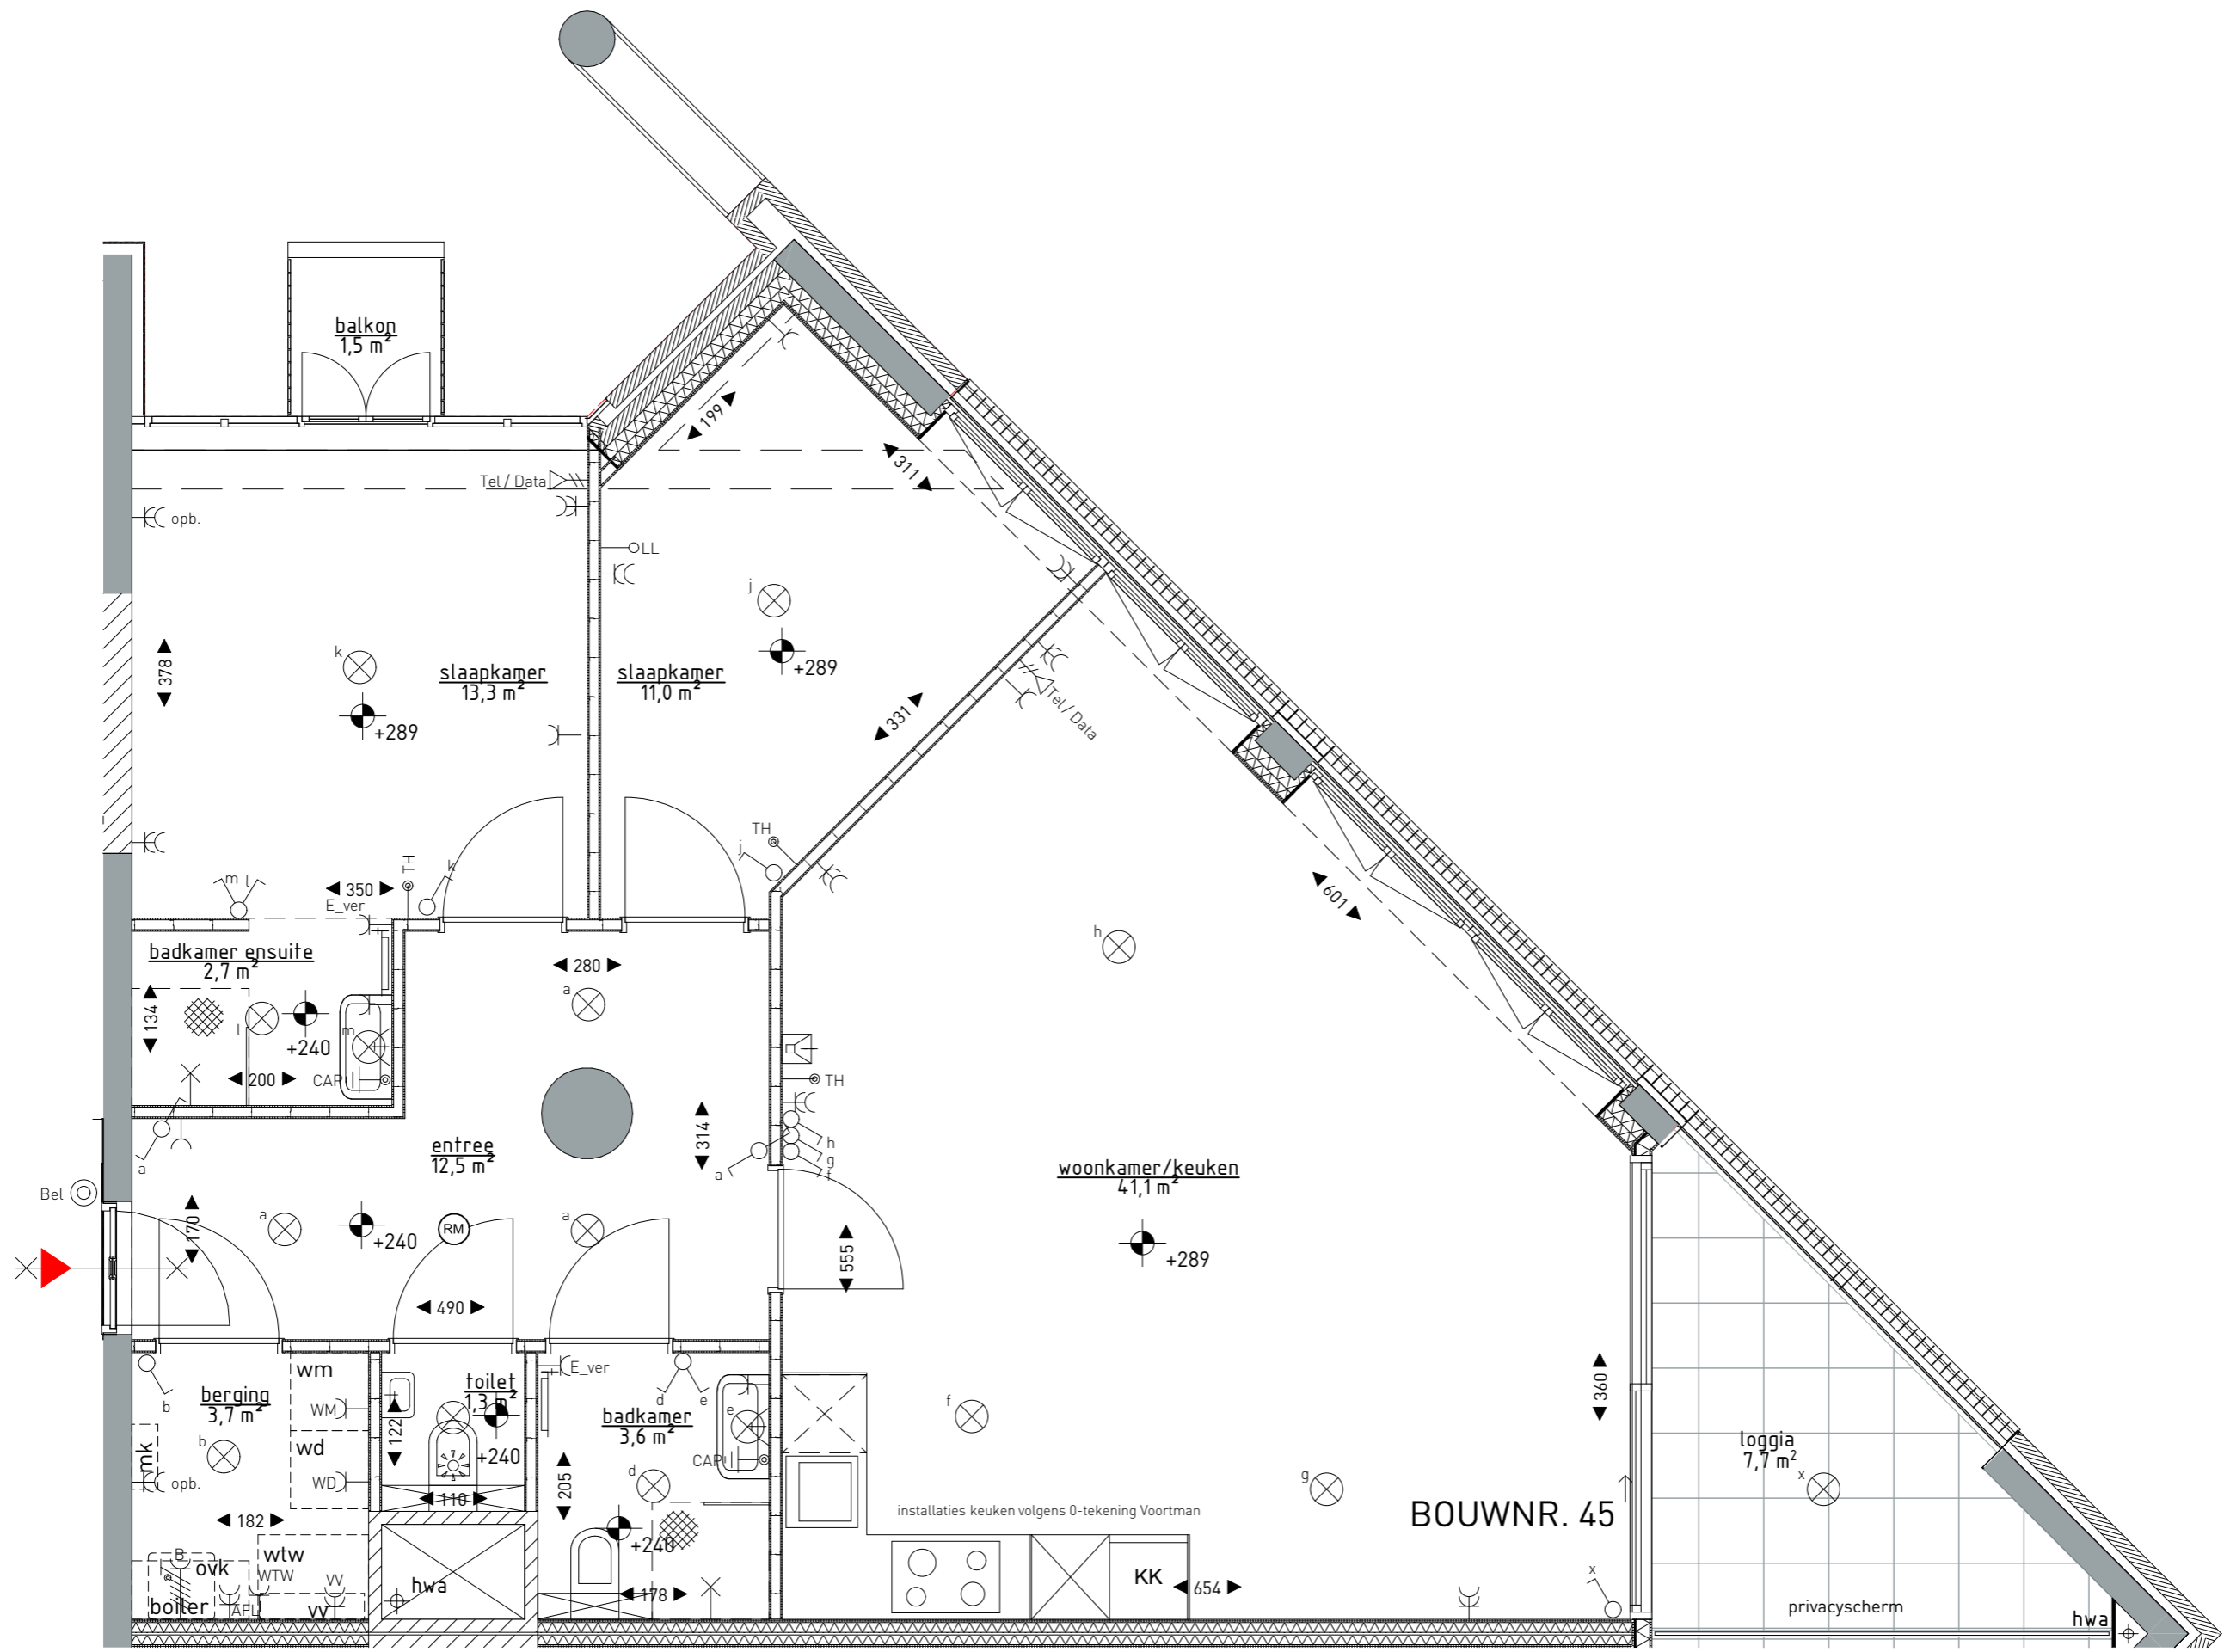 balkon
1,5 m²
199
311
Tel / Data
opb.
LL
j
+289
k
378
slaapkamer
13,3 m²
slaapkamer
11,0 m²
+289
331
Tel / Data
TH
j
TH
k
m l
350
E_ver
601
badkamer ensuite
2,7 m²
h
280
a
134
l
m
+240
200
CAP
TH
a
entree
12,5 m²
314
h
g
f
a
woonkamer/keuken
41,1 m²
Bel
170
a
a
+240
RM
555
+289
490
360
wm
toilet
1,3 m²
E_ver
d
e
berging
3,7 m²
b
WM
122
badkamer
3,6 m²
e
f
loggia
7,7 m²
b
wd
mk
+240
CAP
WD
opb.
110
205
d
g
x
installaties keuken volgens 0-tekening Voortman
BOUWNR. 45
182
+240
B
ovk
wtw
WTW
VV
hwa
178
KK
654
x
boiler
AFL
vv
privacyscherm
hwa